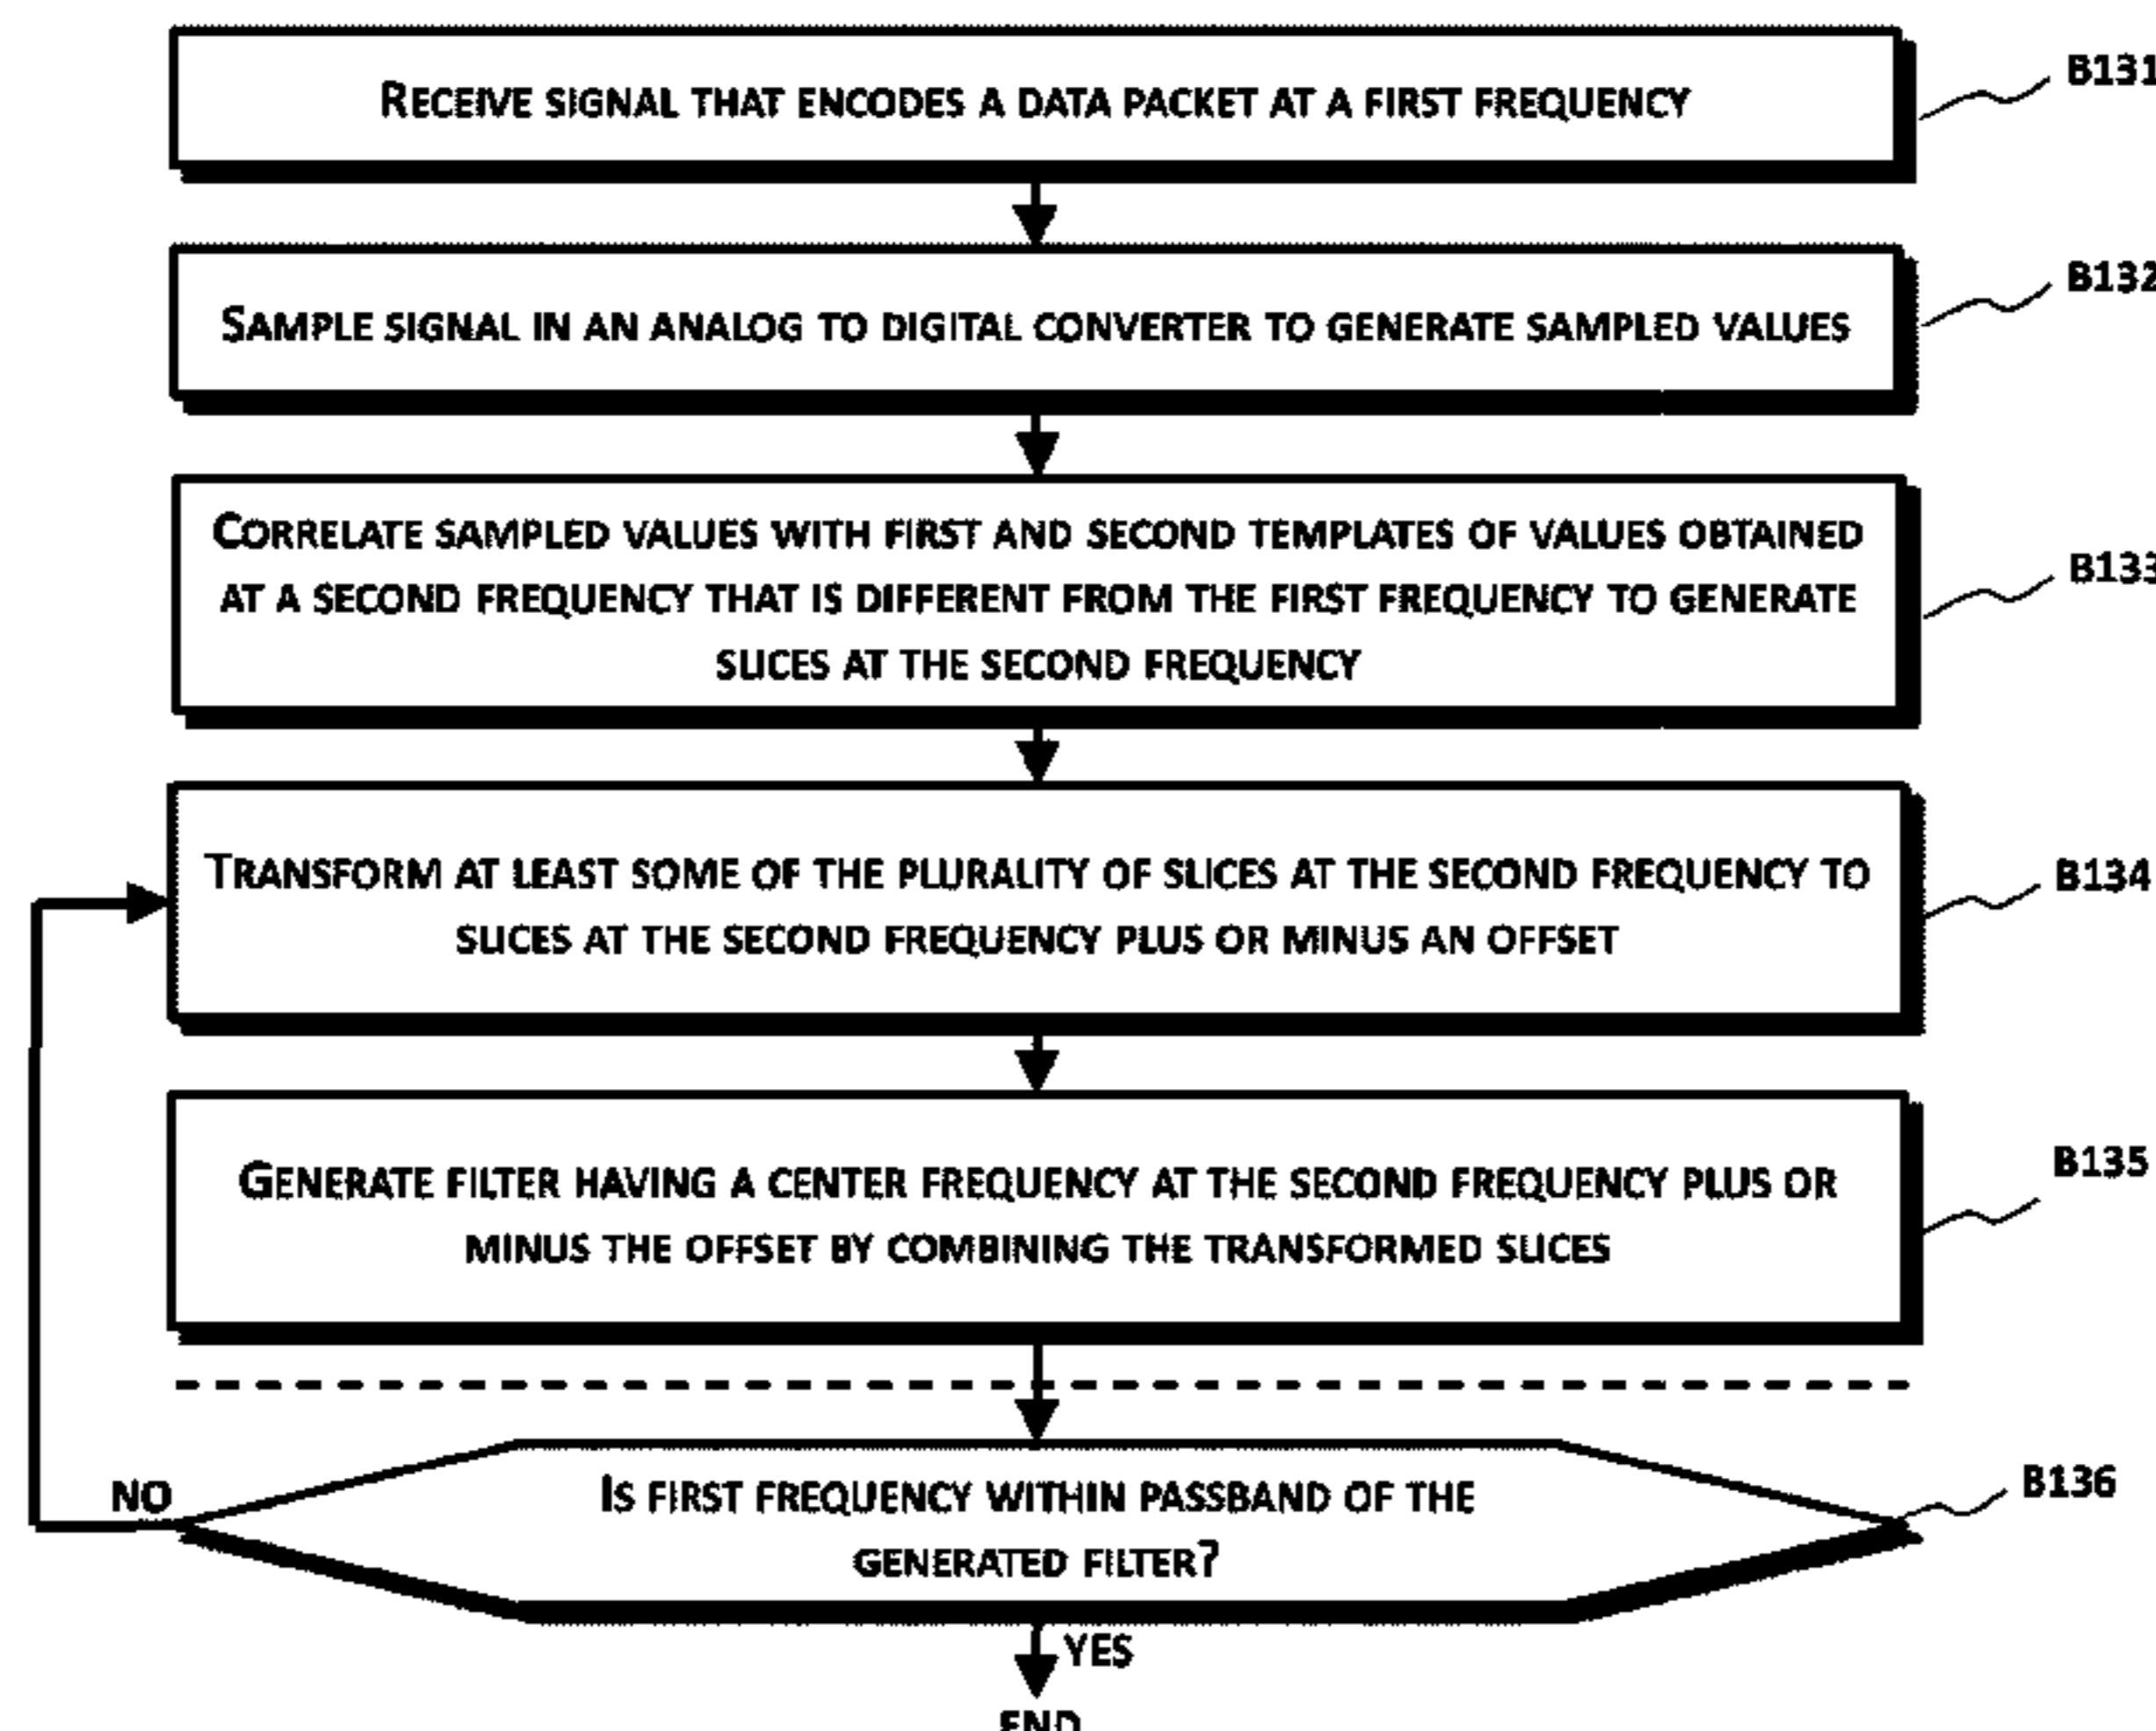 RECEIVE SIGNAL THAT ENCODES A DATA PACKET AT A FIRST FREQUENCY
B131
SAMPLE SIGNAL IN AN ANALOG TO DIGITAL CONVERTER TO GENERATE SAMPLED VALUES
B132
CORRELATE SAMPLED VALUES WITH FIRST AND SECOND TEMPLATES OF VALUES OBTAINED
AT A SECOND FREQUENCY THAT IS DIFFERENT FROM THE FIRST FREQUENCY TO GENERATE
SLICES AT THE SECOND FREQUENCY
B133
TRANSFORM AT LEAST SOME OF THE PLURALITY OF SLICES AT THE SECOND FREQUENCY TO
SLICES AT THE SECOND FREQUENCY PLUS OR MINUS AN OFFSET
B134
GENERATE FILTER HAVING A CENTER FREQUENCY AT THE SECOND FREQUENCY PLUS OR
MINUS THE OFFSET BY COMBINING THE TRANSFORMED SLICES
B135
NO
IS FIRST FREQUENCY WITHIN PASSBAND OF THE
GENERATED FILTER?
B136
YES
END